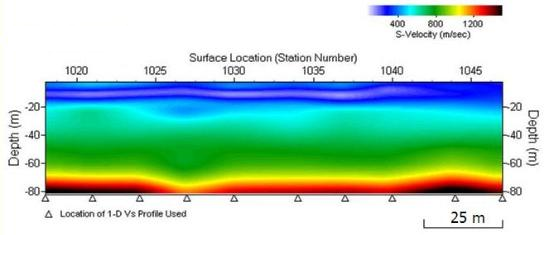 400 800 1200
S-Velocity (m/sec)
Surface Location (Station Number)
1020 1025 1030 1035 1040 1045
-20 -20
-40 -40
-60 -60
-80 -80
Depth (m)
Depth (m)
Location of 1-D Vs Profile Used
25 m